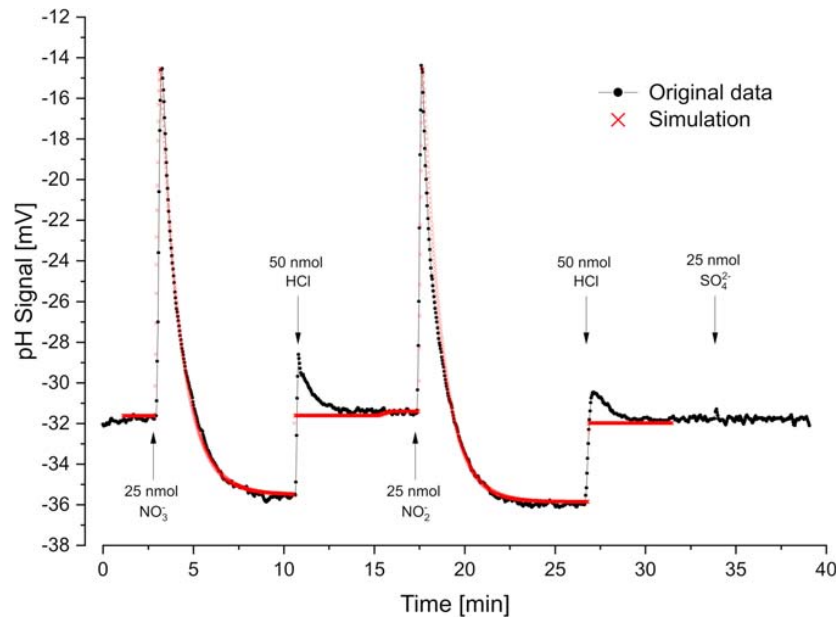 -12
-14
-16
-18
-20
-22
-24
-26
-28
-30
-32
-34
-36
-38
pH Signal [mV]
Original data
Simulation
50 nmol
HCl
50 nmol
HCl
25 nmol
SO₄²⁻
25 nmol
NO₃⁻
25 nmol
NO₂⁻
0 5 10 15 20 25 30 35 40
Time [min]